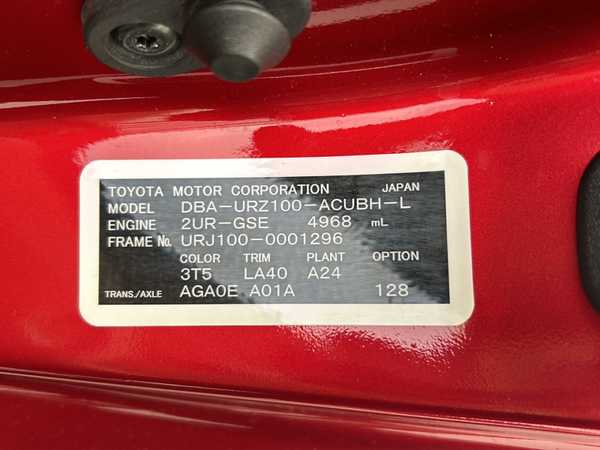 TOYOTA MOTOR CORPORATION JAPAN
MODEL DBA-URZ100-ACUBH-L
ENGINE 2UR-GSE 4968 mL
FRAME No. URJ100-0001296
COLOR TRIM PLANT OPTION
3T5 LA40 A24
TRANS./AXLE AGA0E A01A 128